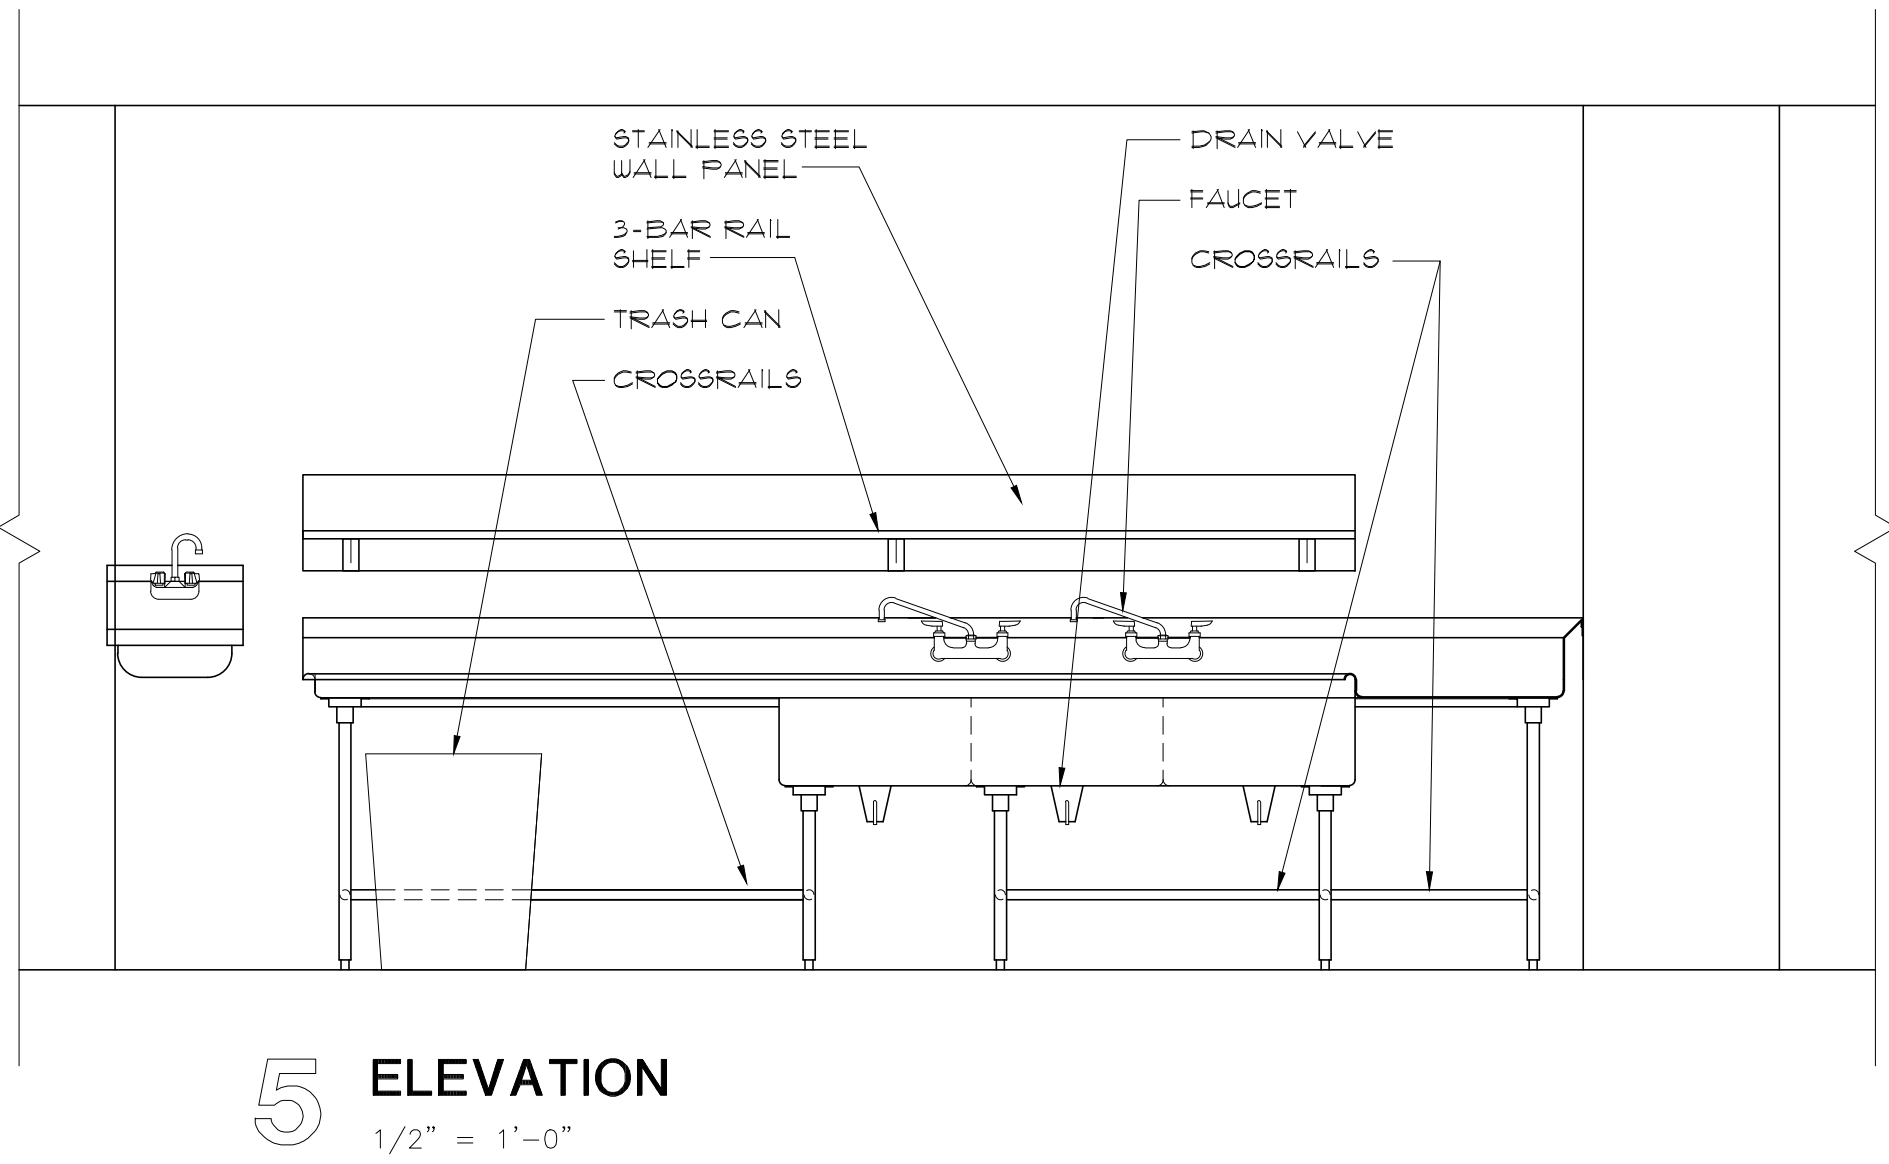 STAINLESS STEEL
WALL PANEL
3-BAR RAIL
SHELF
TRASH CAN
CROSSRAILS
DRAIN VALVE
FAUCET
CROSSRAILS
5 ELEVATION
1/2" = 1'-0"